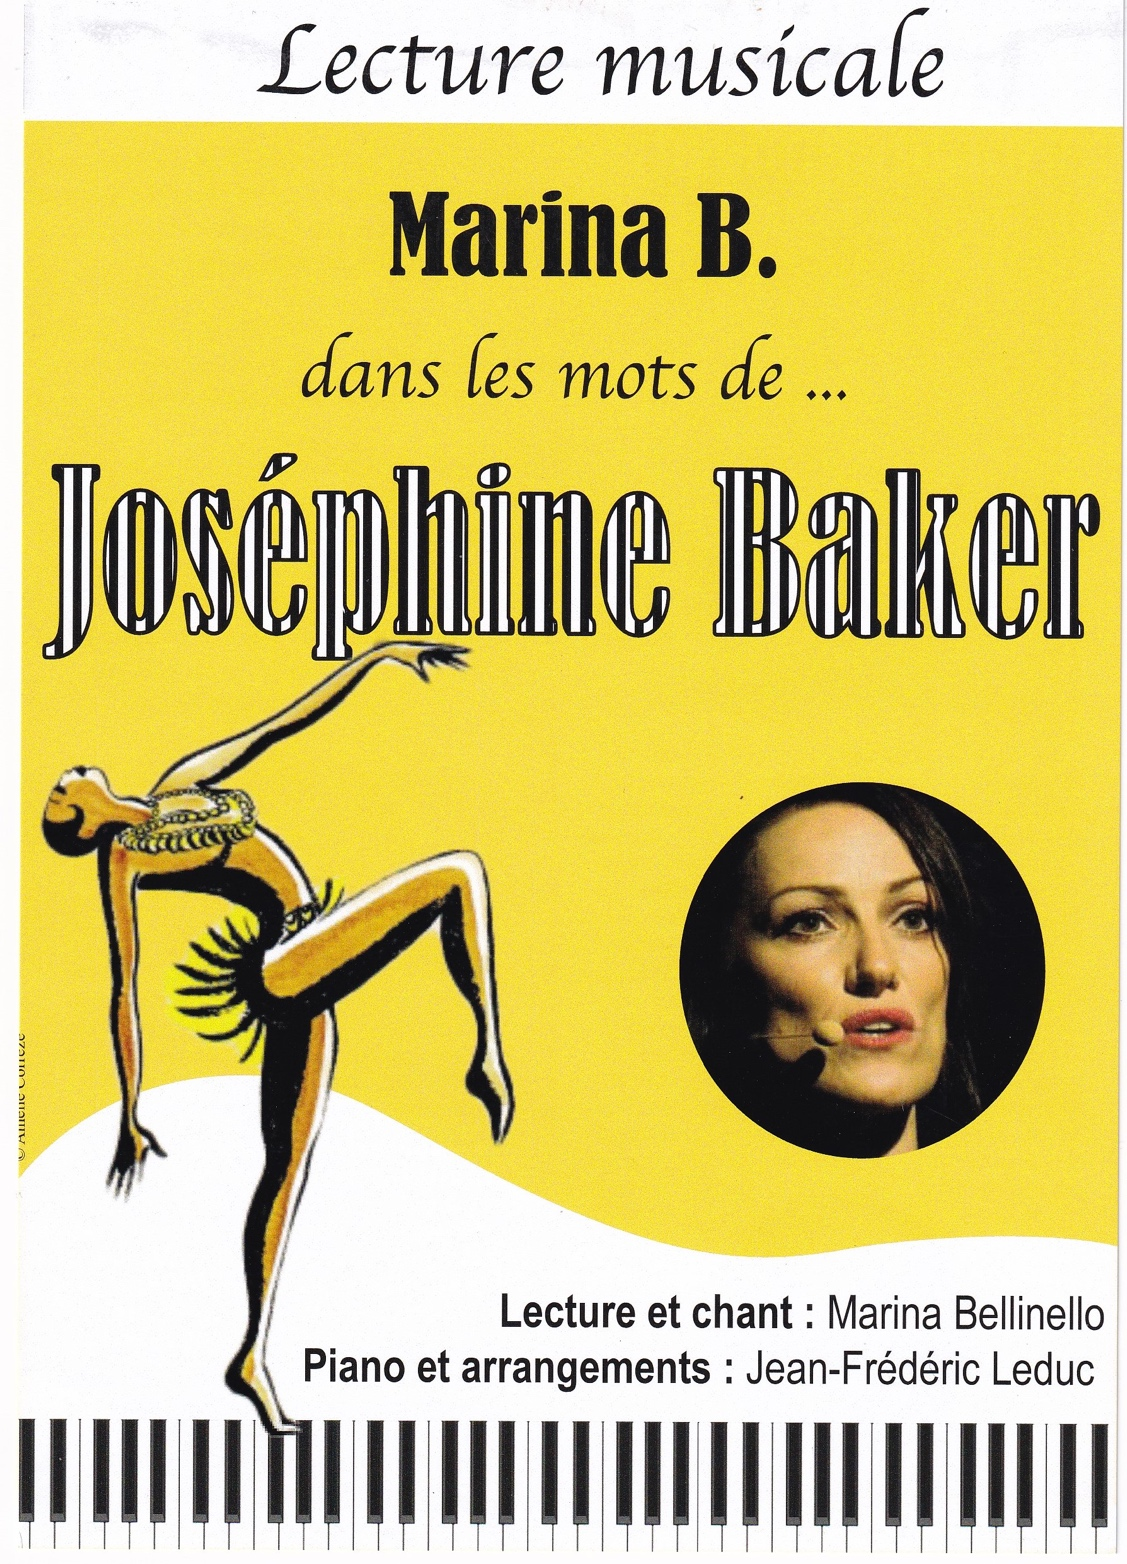 Lecture musicale
Marina B.
dans les mots de ...
Joséphine Baker
Lecture et chant : Marina Bellinello
Piano et arrangements : Jean-Frédéric Leduc